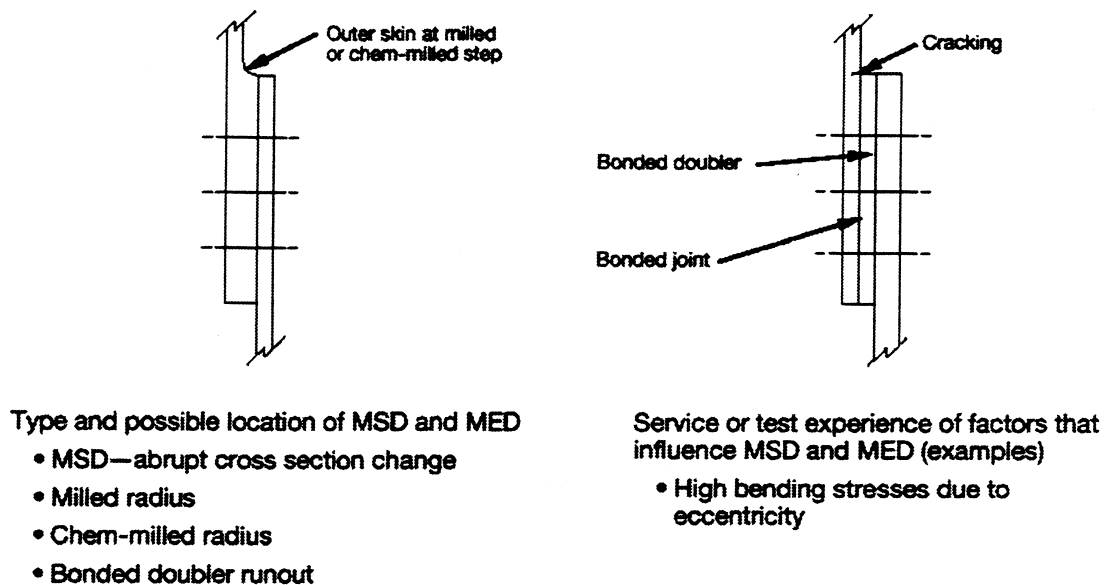 Outer skin at milled
or chem-milled step
Cracking
Bonded doubler
Bonded joint
Type and possible location of MSD and MED
• MSD—abrupt cross section change
• Milled radius
• Chem-milled radius
• Bonded doubler runout
Service or test experience of factors that
influence MSD and MED (examples)
• High bending stresses due to
eccentricity